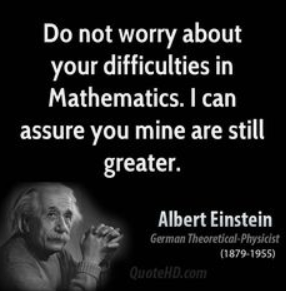 Do not worry about
your difficulties in
Mathematics. I can
assure you mine are still
greater.
Albert Einstein
German Theoretical-Physicist
(1879-1955)
QuoteHD.com